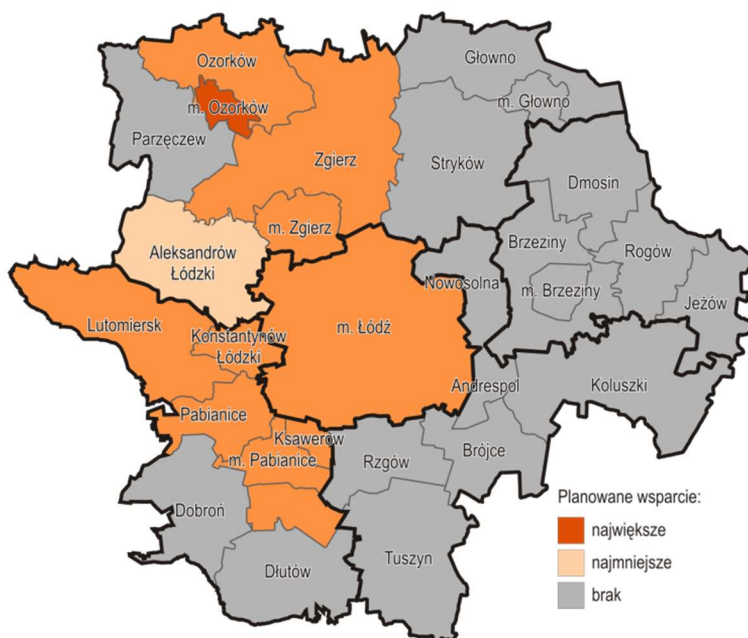 Ozorków
Głowno
m. Ozorków
m. Głowno
Parzęczew
Zgierz
Stryków
Dmosin
m. Zgierz
Aleksandrów
Łódzki
Brzeziny
Rogów
Nowosolna
m. Brzeziny
Jeżów
Lutomiersk
Konstantynów
Łódzki
m. Łódź
Andrespol
Koluszki
Pabianice
Ksawerów
m. Pabianice
Rzgów
Brójce
Dobroń
Dłutów
Tuszyn
Planowane wsparcie:
największe
najmniejsze
brak